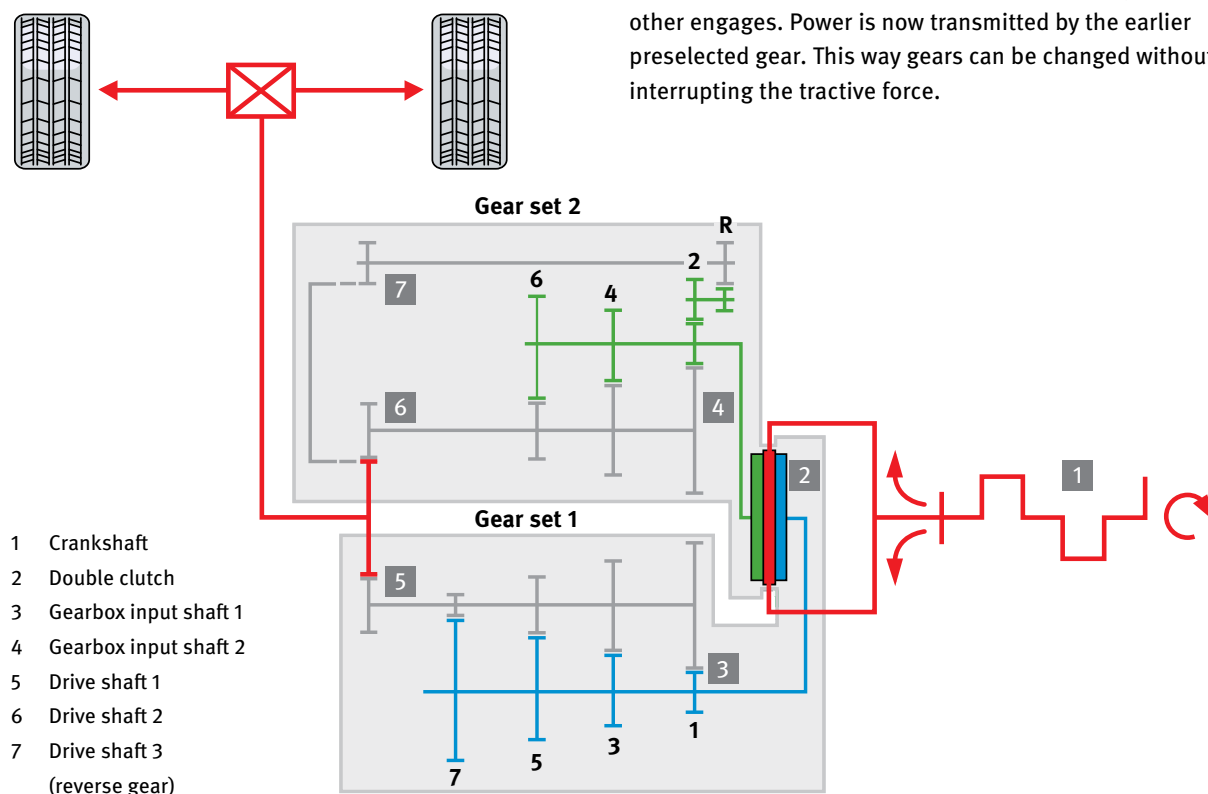 other engages. Power is now transmitted by the earlier
preselected gear. This way gears can be changed without
interrupting the tractive force.
Gear set 2
R
2
6
4
7
6
4
2
1
Gear set 1
5
3
1
3
5
7
1 Crankshaft
2 Double clutch
3 Gearbox input shaft 1
4 Gearbox input shaft 2
5 Drive shaft 1
6 Drive shaft 2
7 Drive shaft 3
(reverse gear)